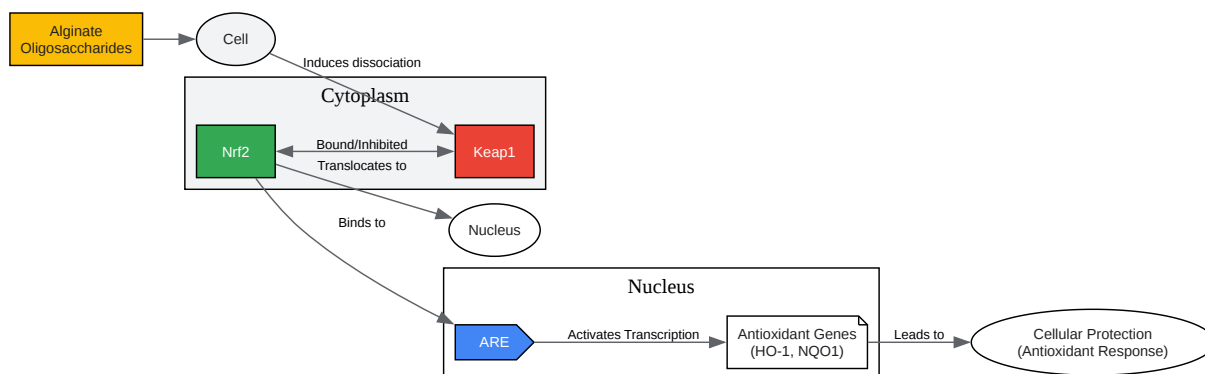 Alginate
Oligosaccharides
Cell
Induces dissociation
Cytoplasm
Nrf2
Bound/Inhibited
Keap1
Translocates to
Nucleus
Binds to
Nucleus
ARE
Activates Transcription
Antioxidant Genes
(HO-1, NQO1)
Leads to
Cellular Protection
(Antioxidant Response)